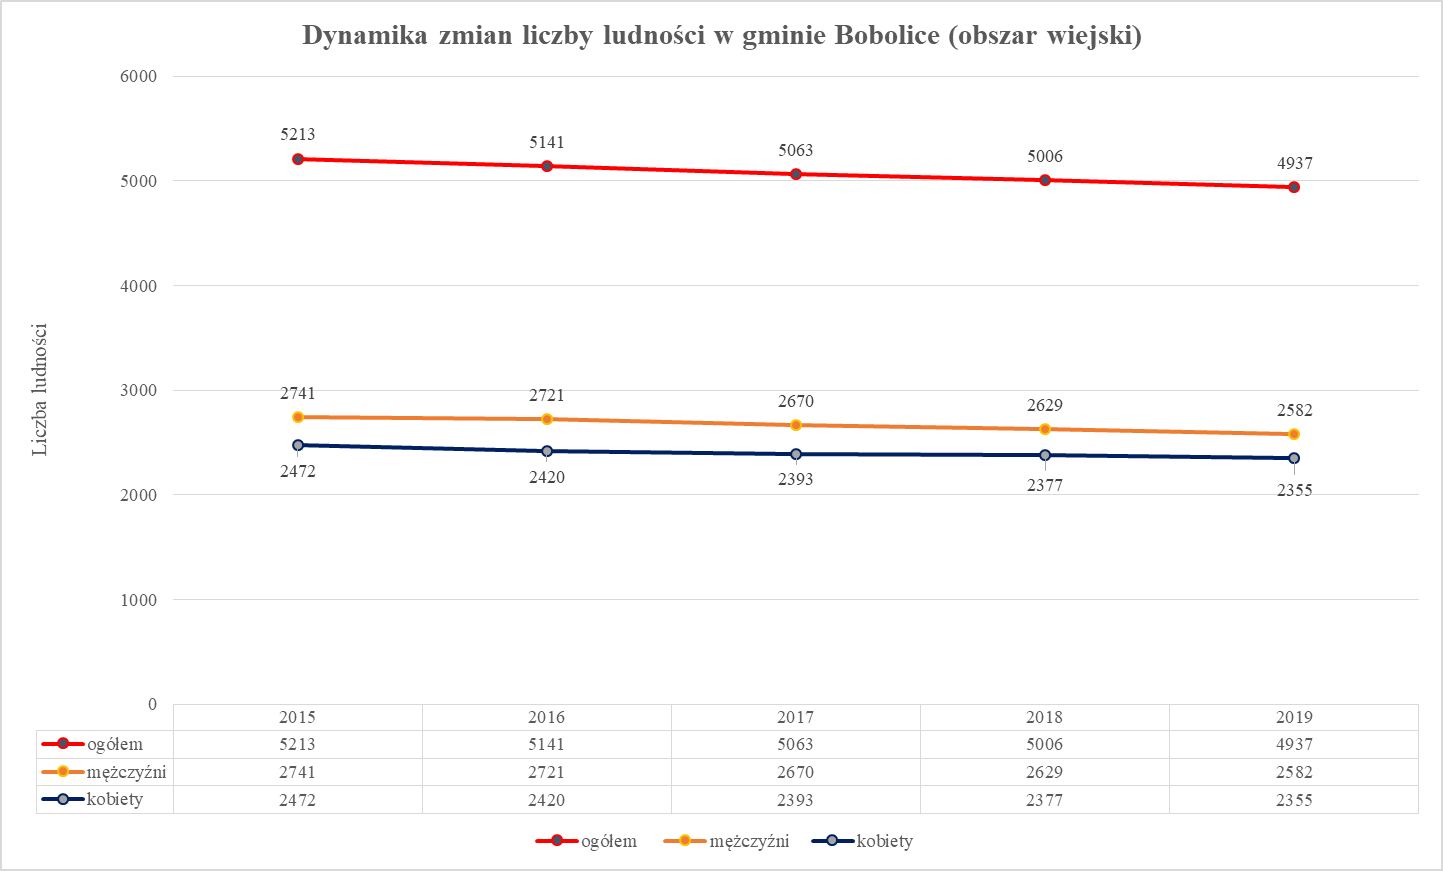 Dynamika zmian liczby ludności w gminie Bobolice (obszar wiejski)
Liczba ludności
6000
5000
4000
3000
2000
1000
0
5213 5141 5063 5006 4937
2741 2721 2670 2629 2582
2472 2420 2393 2377 2355
2015 2016 2017 2018 2019
ogółem 5213 5141 5063 5006 4937
mężczyźni 2741 2721 2670 2629 2582
kobiety 2472 2420 2393 2377 2355
ogółem mężczyźni kobiety